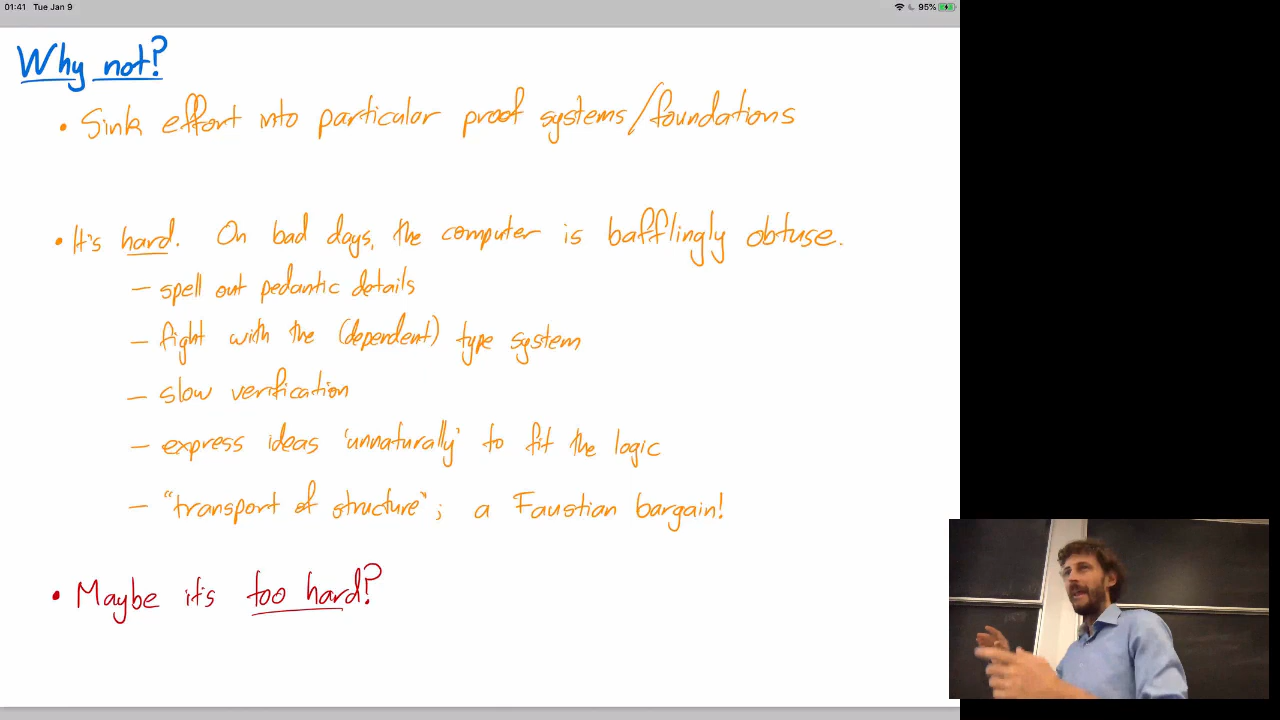 01:41 Tue Jan 9 95%
Why not?
• Sink effort into particular proof systems/foundations
• It's hard. On bad days, the computer is bafflingly obtuse.
— spell out pedantic details
— fight with the (dependent) type system
— slow verification
— express ideas 'unnaturally' to fit the logic
— "transport of structure"; a Faustian bargain!
• Maybe it's too hard?